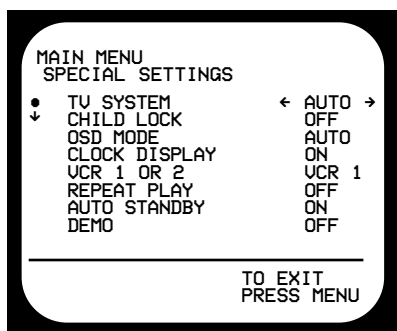 MAIN MENU
SPECIAL SETTINGS
● TV SYSTEM ← AUTO →
↓ CHILD LOCK OFF
OSD MODE AUTO
CLOCK DISPLAY ON
VCR 1 OR 2 VCR 1
REPEAT PLAY OFF
AUTO STANDBY ON
DEMO OFF
TO EXIT
PRESS MENU